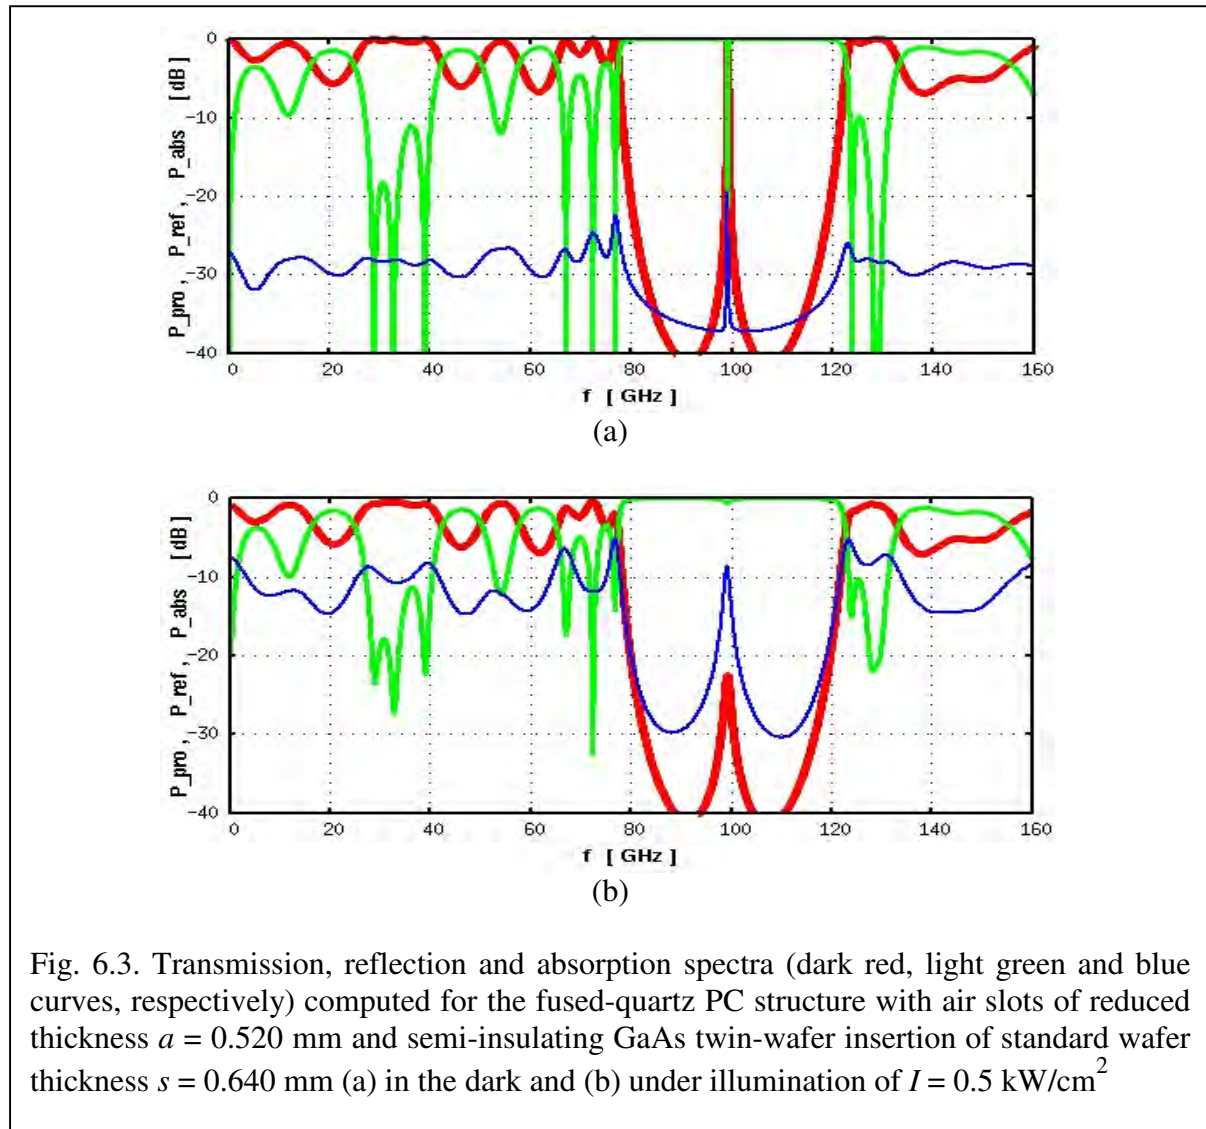 P_pro, P_ref, P_abs [dB]
0
-10
-20
-30
-40
0 20 40 60 80 100 120 140 160
f [ GHz ]
(a)
P_pro, P_ref, P_abs [dB]
0
-10
-20
-30
-40
0 20 40 60 80 100 120 140 160
f [ GHz ]
(b)
Fig. 6.3. Transmission, reflection and absorption spectra (dark red, light green and blue
curves, respectively) computed for the fused-quartz PC structure with air slots of reduced
thickness a = 0.520 mm and semi-insulating GaAs twin-wafer insertion of standard wafer
thickness s = 0.640 mm (a) in the dark and (b) under illumination of I = 0.5 kW/cm²